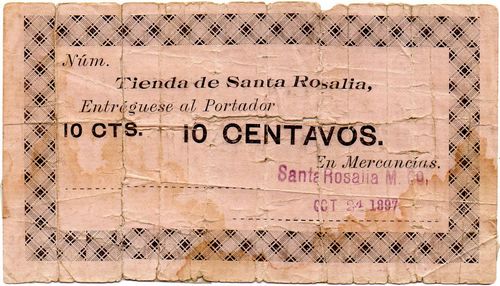 Núm.
Tienda de Santa Rosalia,
Entréguese al Portador
10 CTS. 10 CENTAVOS.
En Mercancías.
Santa Rosalia M. Co,
OCT 24 1897